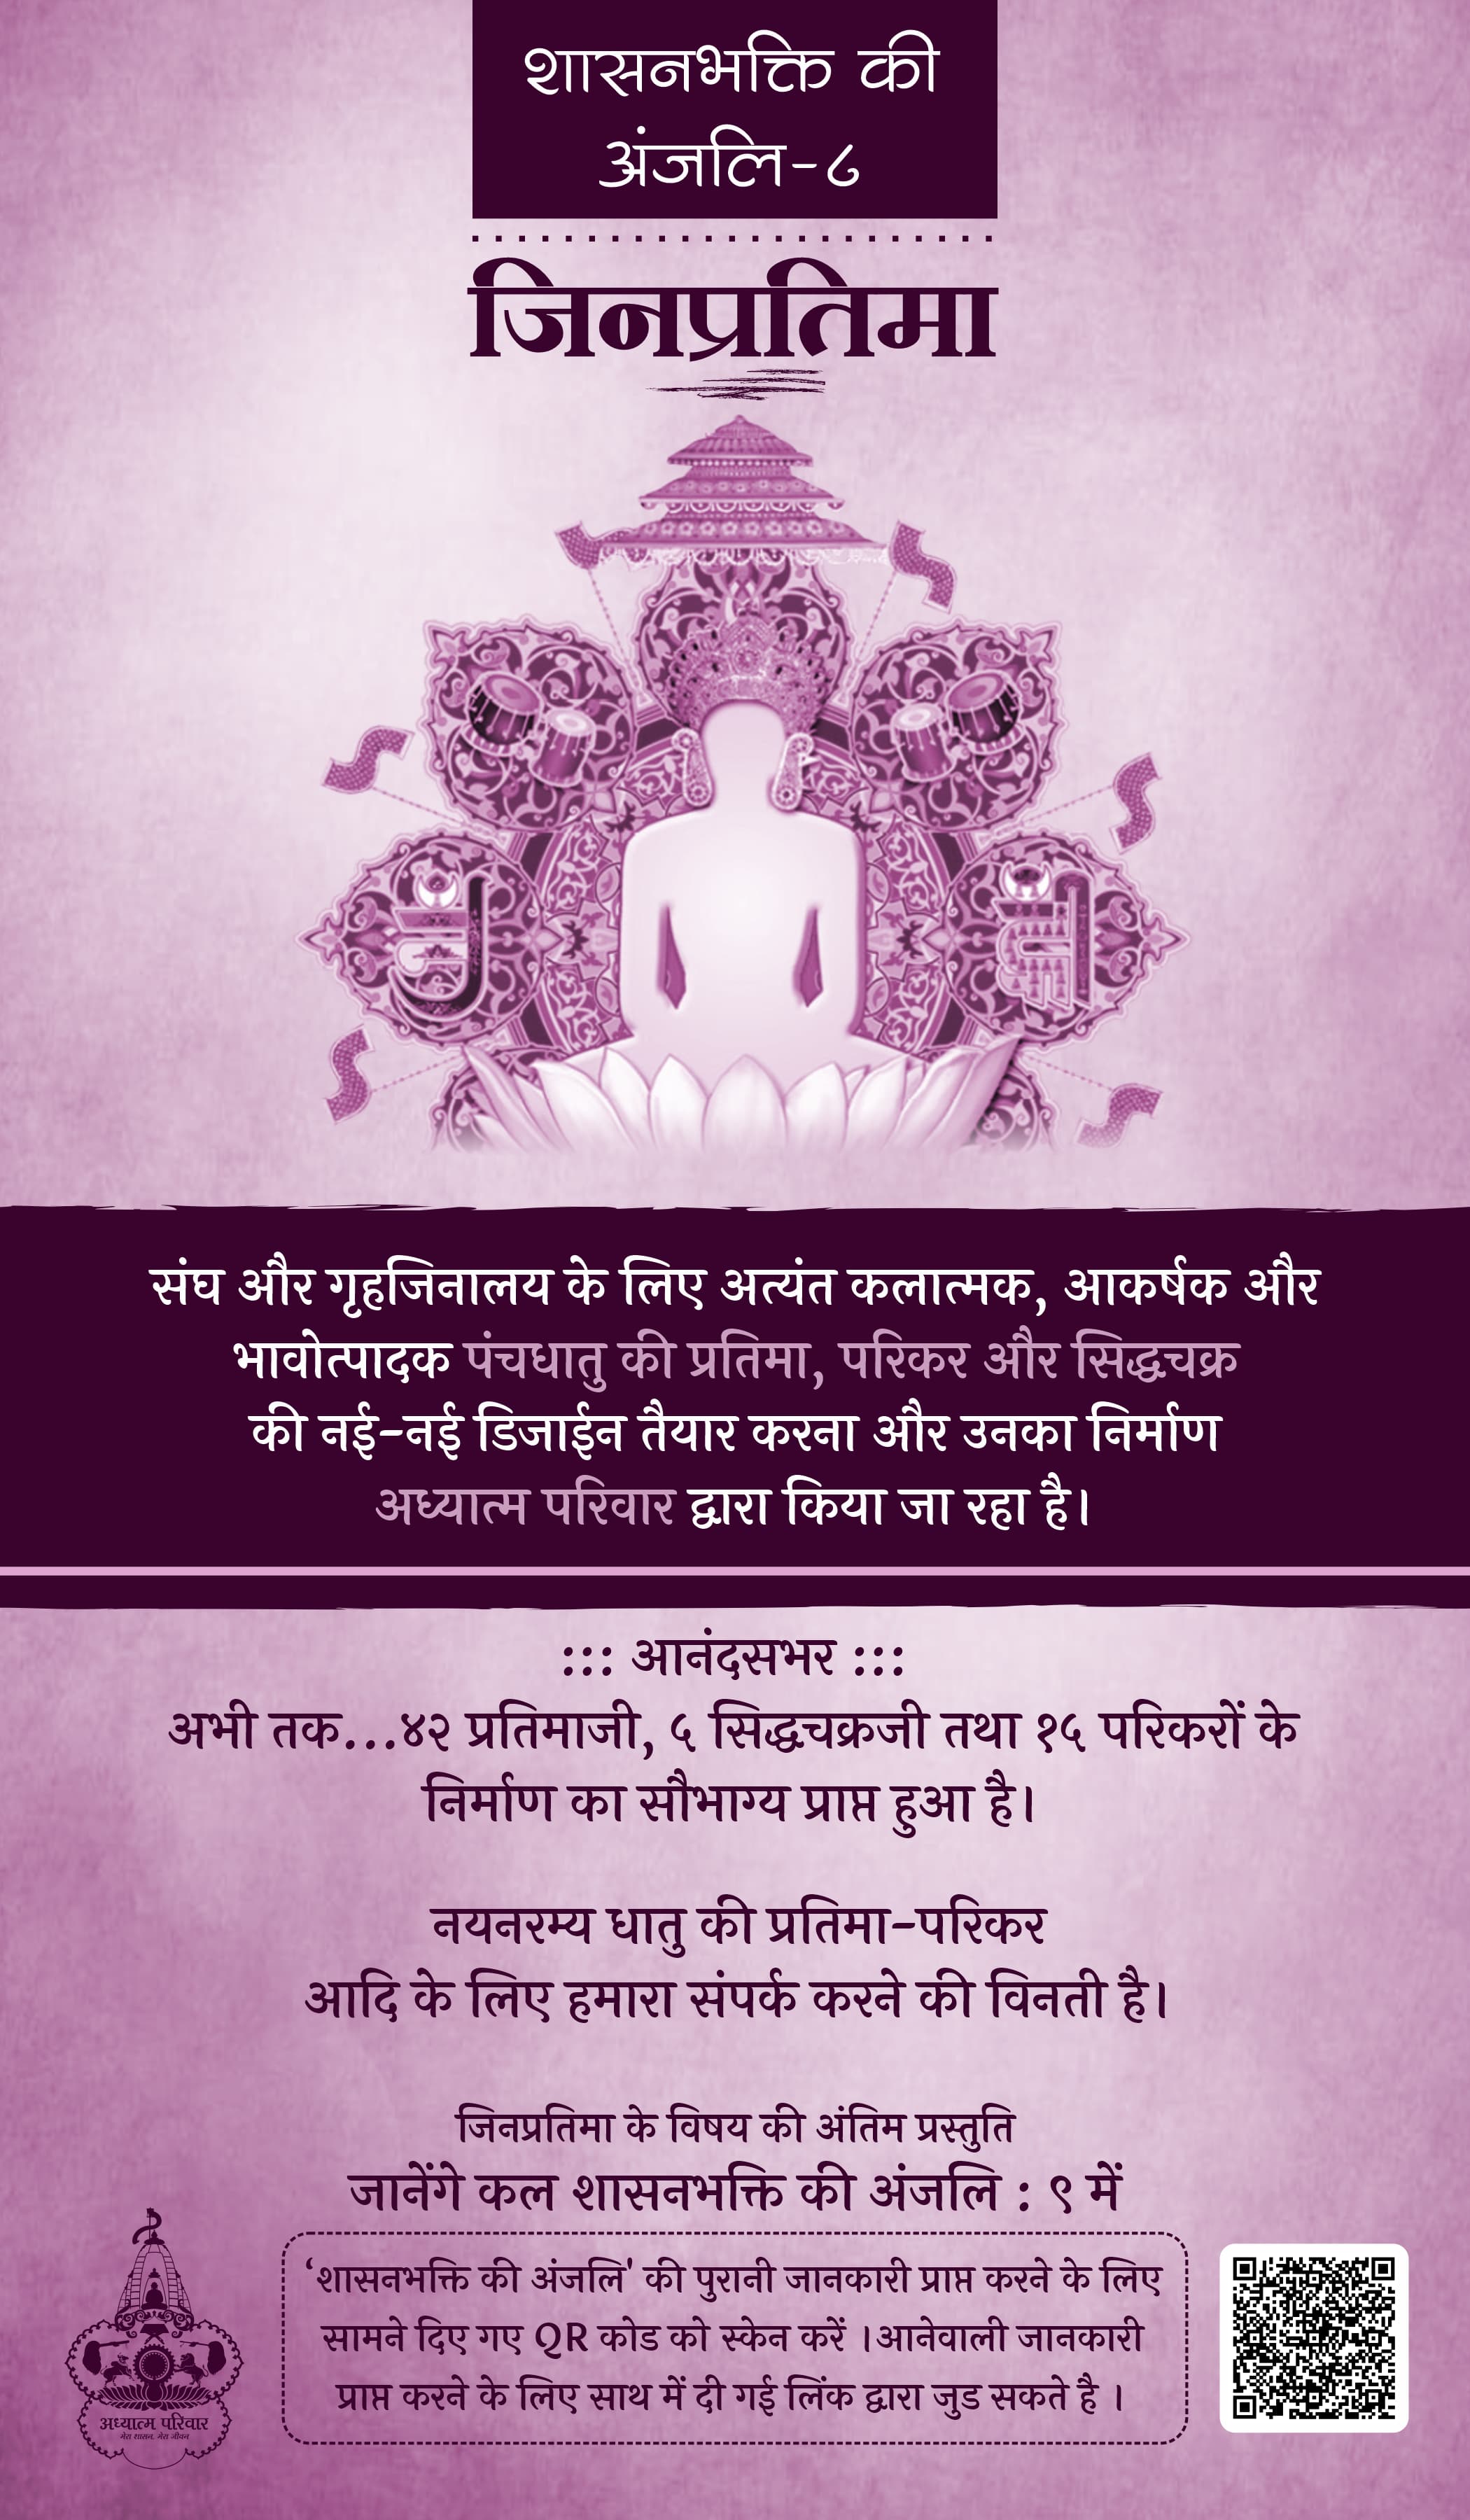 शासनभक्ति की
अंजलि-८
जिनप्रतिमा
संघ और गृहजिनालय के लिए अत्यंत कलात्मक, आकर्षक और
भावोत्पादक पंचधातु की प्रतिमा, परिकर और सिद्धचक्र
की नई-नई डिजाईन तैयार करना और उनका निर्माण
अध्यात्म परिवार द्वारा किया जा रहा है।
::: आनंदसभर :::
अभी तक...४२ प्रतिमाजी, ५ सिद्धचक्रजी तथा १५ परिकरों के
निर्माण का सौभाग्य प्राप्त हुआ है।
नयनरम्य धातु की प्रतिमा-परिकर
आदि के लिए हमारा संपर्क करने की विनती है।
जिनप्रतिमा के विषय की अंतिम प्रस्तुति
जानेंगे कल शासनभक्ति की अंजलि : ९ में
‘शासनभक्ति की अंजलि' की पुरानी जानकारी प्राप्त करने के लिए
सामने दिए गए QR कोड को स्केन करें ।आनेवाली जानकारी
प्राप्त करने के लिए साथ में दी गई लिंक द्वारा जुड सकते है ।
अध्यात्म परिवार
मेरा शासन, मेरा जीवन